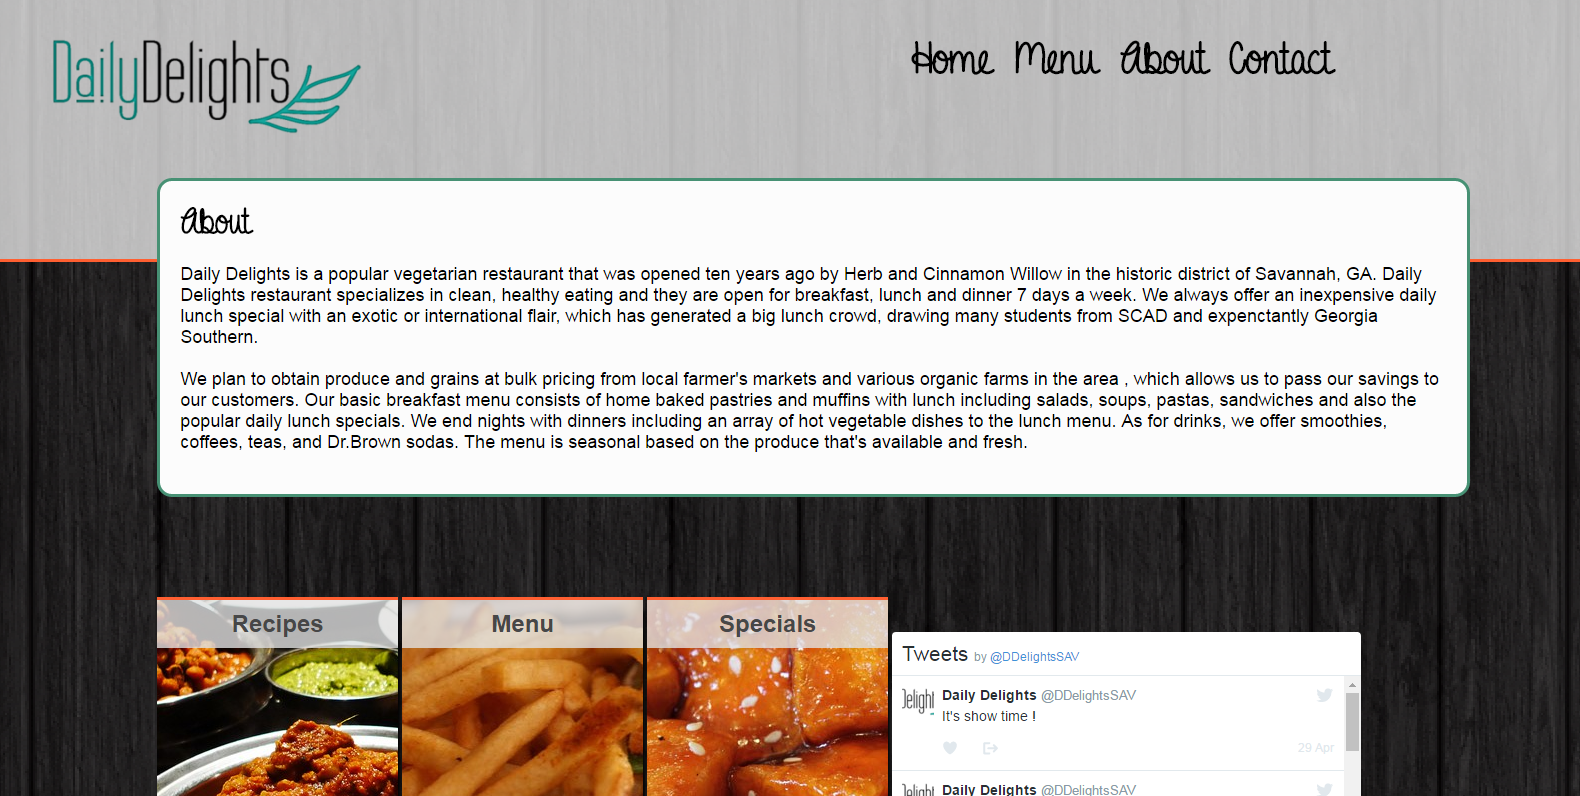 DailyDelights
Home Menu About Contact
About
Daily Delights is a popular vegetarian restaurant that was opened ten years ago by Herb and Cinnamon Willow in the historic district of Savannah, GA. Daily
Delights restaurant specializes in clean, healthy eating and they are open for breakfast, lunch and dinner 7 days a week. We always offer an inexpensive daily
lunch special with an exotic or international flair, which has generated a big lunch crowd, drawing many students from SCAD and expenctantly Georgia
Southern.
We plan to obtain produce and grains at bulk pricing from local farmer's markets and various organic farms in the area , which allows us to pass our savings to
our customers. Our basic breakfast menu consists of home baked pastries and muffins with lunch including salads, soups, pastas, sandwiches and also the
popular daily lunch specials. We end nights with dinners including an array of hot vegetable dishes to the lunch menu. As for drinks, we offer smoothies,
coffees, teas, and Dr.Brown sodas. The menu is seasonal based on the produce that's available and fresh.
Recipes
Menu
Specials
Tweets by @DDelightsSAV
Delight
Daily Delights @DDelightsSAV
It's show time !
29 Apr
Delight
Daily Delights @DDelightsSAV